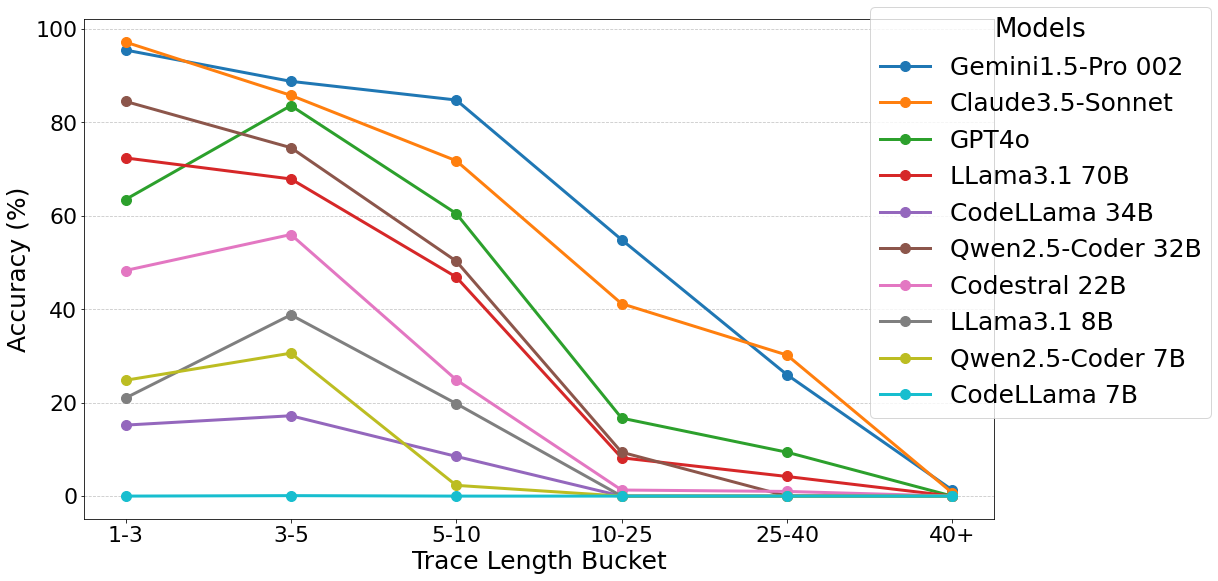 Models
Gemini1.5-Pro 002
Claude3.5-Sonnet
GPT4o
LLama3.1 70B
CodeLLama 34B
Qwen2.5-Coder 32B
Codestral 22B
LLama3.1 8B
Qwen2.5-Coder 7B
CodeLLama 7B
Accuracy (%)
100
80
60
40
20
0
1-3 3-5 5-10 10-25 25-40 40+
Trace Length Bucket